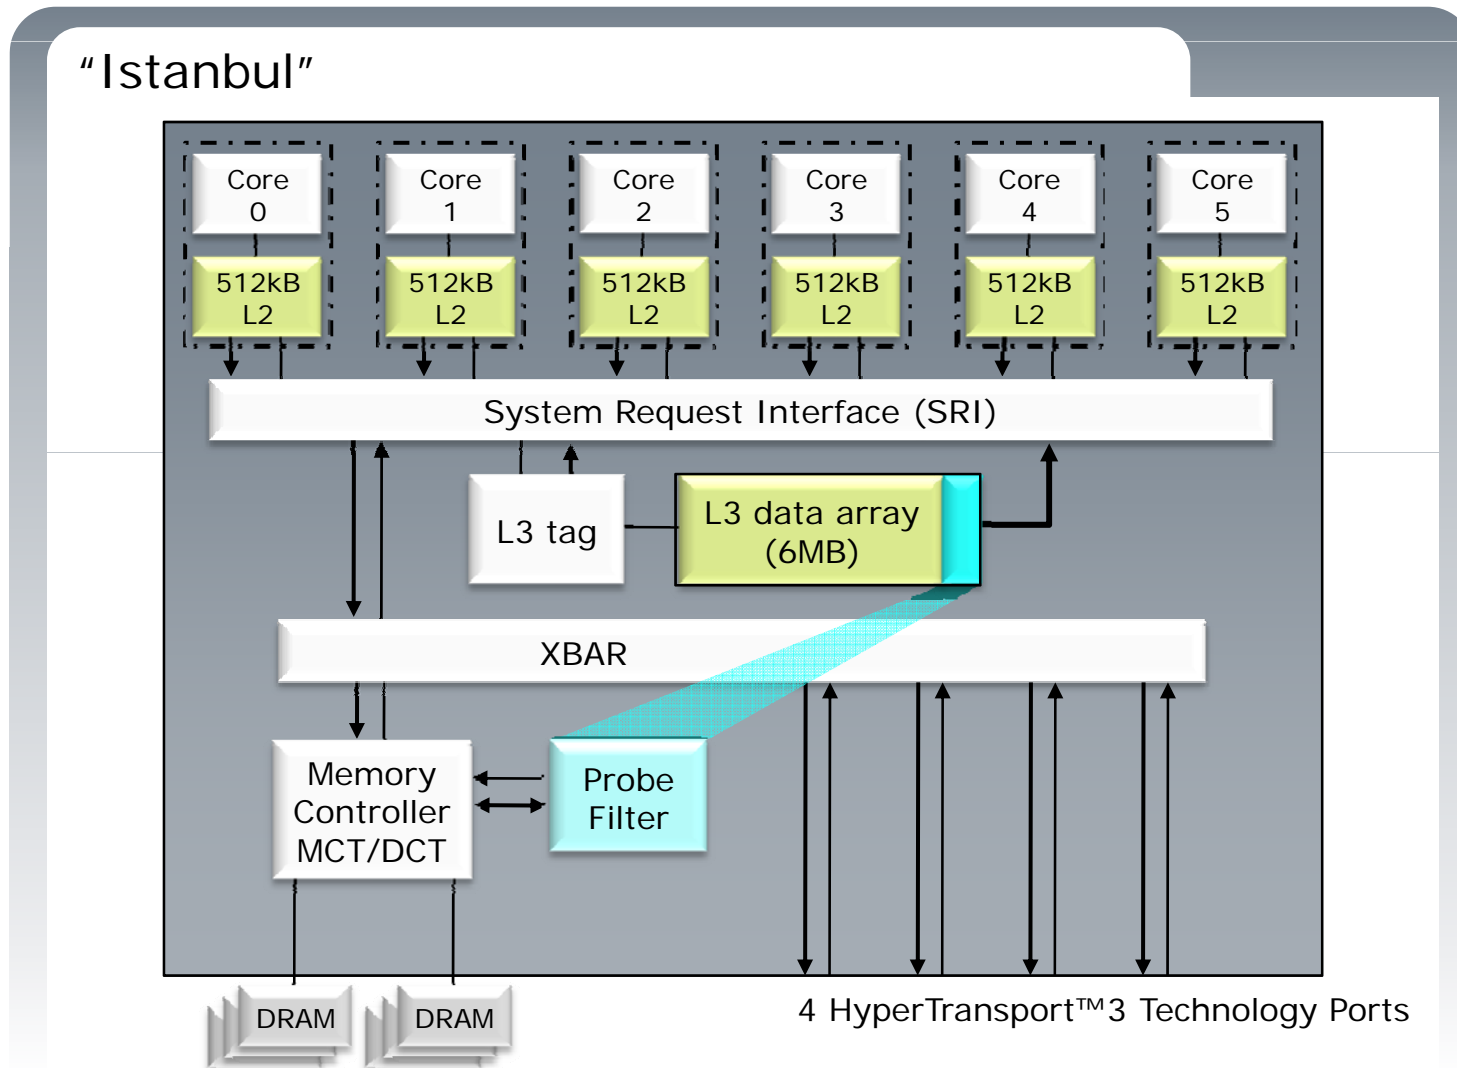 “Istanbul”
Core
0
Core
1
Core
2
Core
3
Core
4
Core
5
512kB
L2
512kB
L2
512kB
L2
512kB
L2
512kB
L2
512kB
L2
System Request Interface (SRI)
L3 tag
L3 data array
(6MB)
XBAR
Memory
Controller
MCT/DCT
Probe
Filter
DRAM
DRAM
4 HyperTransport™3 Technology Ports